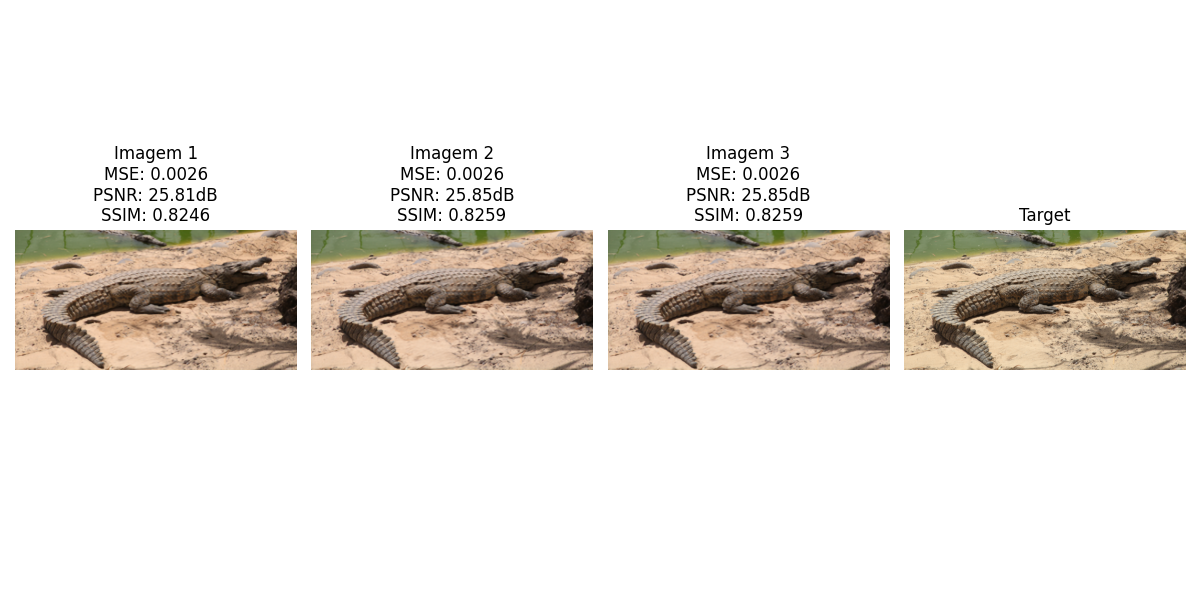 Imagem 1
MSE: 0.0026
PSNR: 25.81dB
SSIM: 0.8246
Imagem 2
MSE: 0.0026
PSNR: 25.85dB
SSIM: 0.8259
Imagem 3
MSE: 0.0026
PSNR: 25.85dB
SSIM: 0.8259
Target